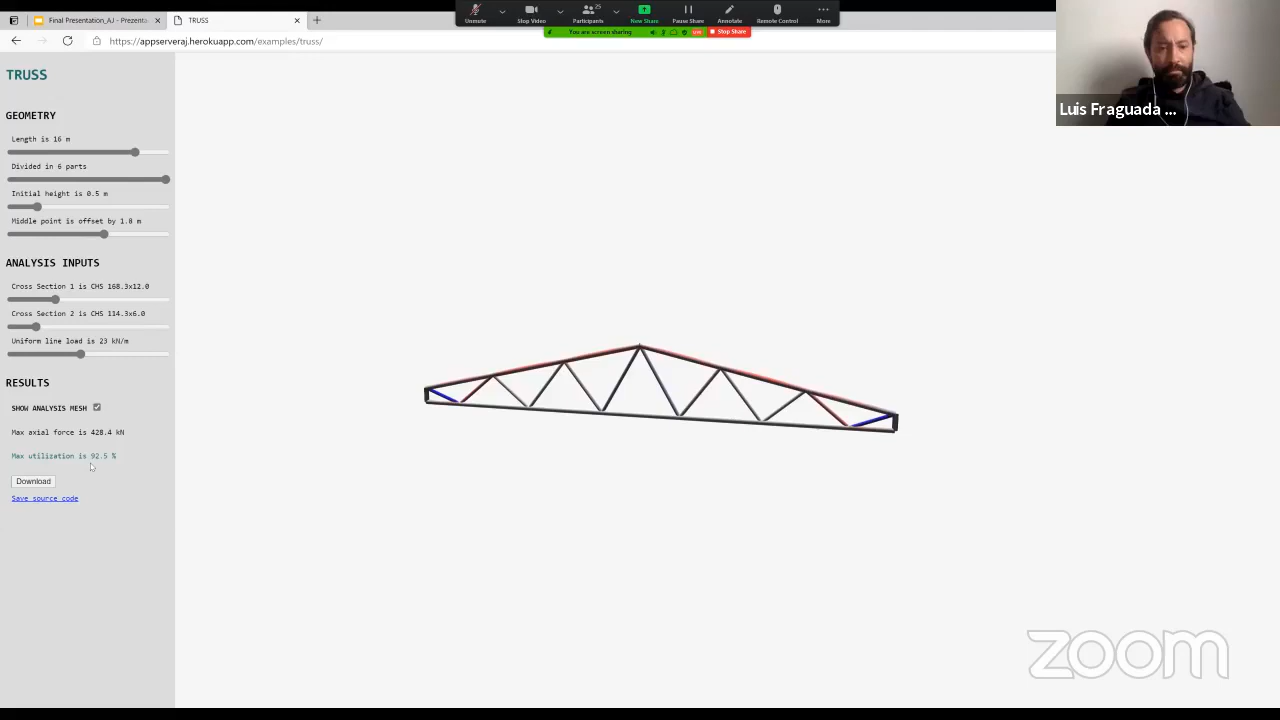 Final Presentation_AJ - Prezenta
TRUSS
Unmute
Stop Video
Participants
25
New Share
Pause Share
Annotate
Remote Control
More
You are screen sharing
Stop Share
https://appserveraj.herokuapp.com/examples/truss/
Luis Fraguada ...
TRUSS
GEOMETRY
Length is 16 m
Divided in 6 parts
Initial height is 0.5 m
Middle point is offset by 1.0 m
ANALYSIS INPUTS
Cross Section 1 is CHS 168.3x12.0
Cross Section 2 is CHS 114.3x6.0
Uniform line load is 23 kN/m
RESULTS
SHOW ANALYSIS MESH
Max axial force is 428.4 kN
Max utilization is 92.5 %
Download
Save source code
zoom